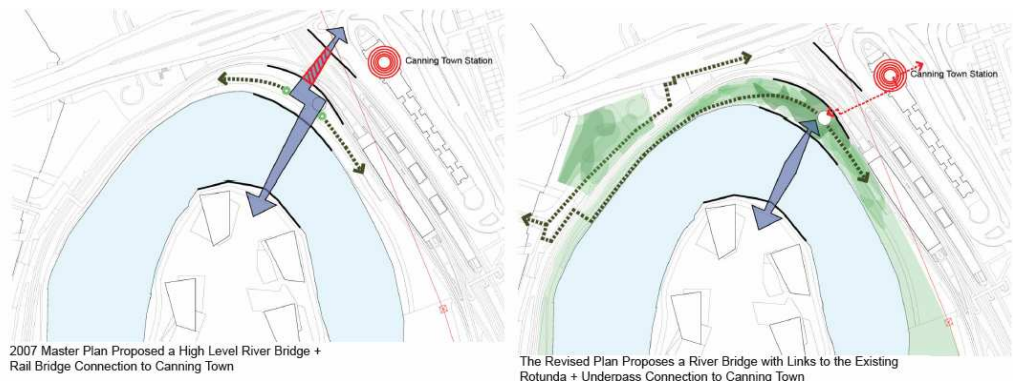 Canning Town Station
2007 Master Plan Proposed a High Level River Bridge +
Rail Bridge Connection to Canning Town
Canning Town Station
The Revised Plan Proposes a River Bridge with Links to the Existing
Rotunda + Underpass Connection to Canning Town